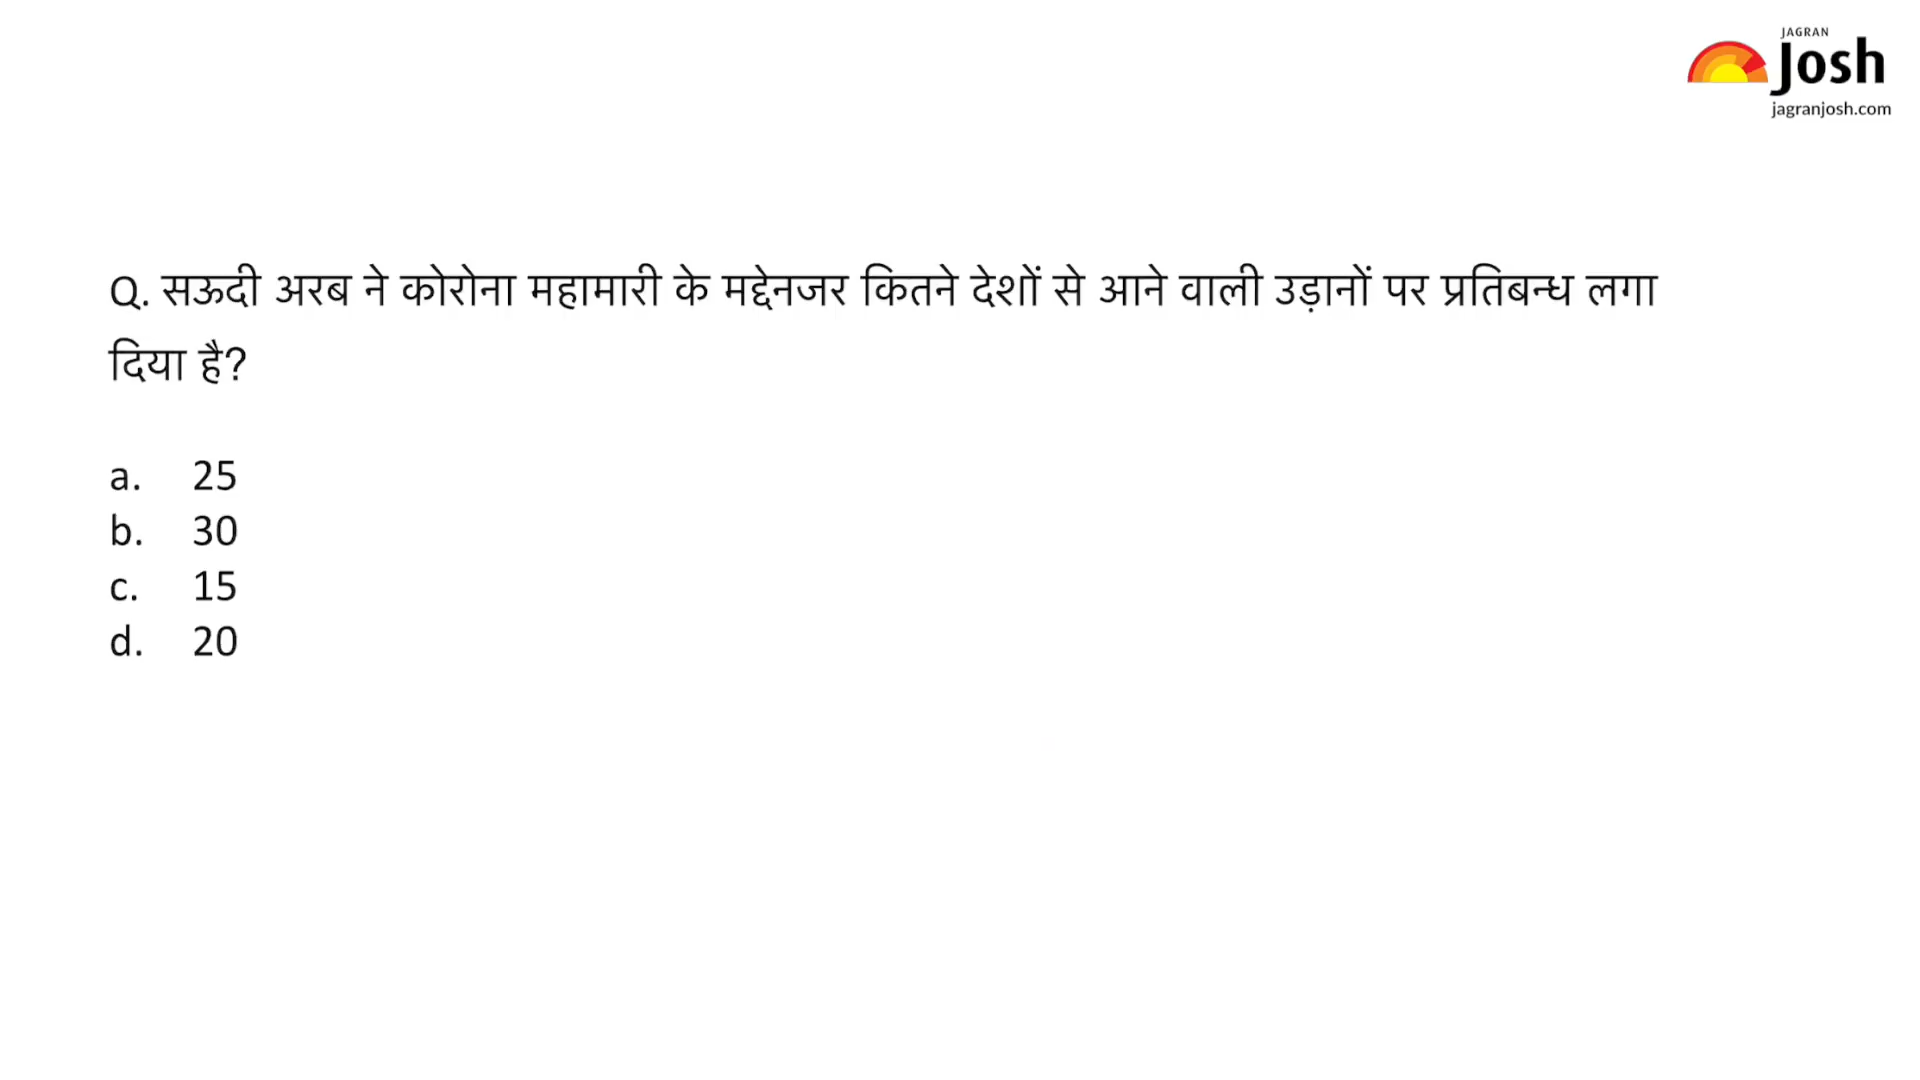 JAGRAN
Josh
jagranjosh.com
Q. सऊदी अरब ने कोरोना महामारी के मद्देनजर कितने देशों से आने वाली उड़ानों पर प्रतिबन्ध लगा
दिया है?
a. 25
b. 30
c. 15
d. 20